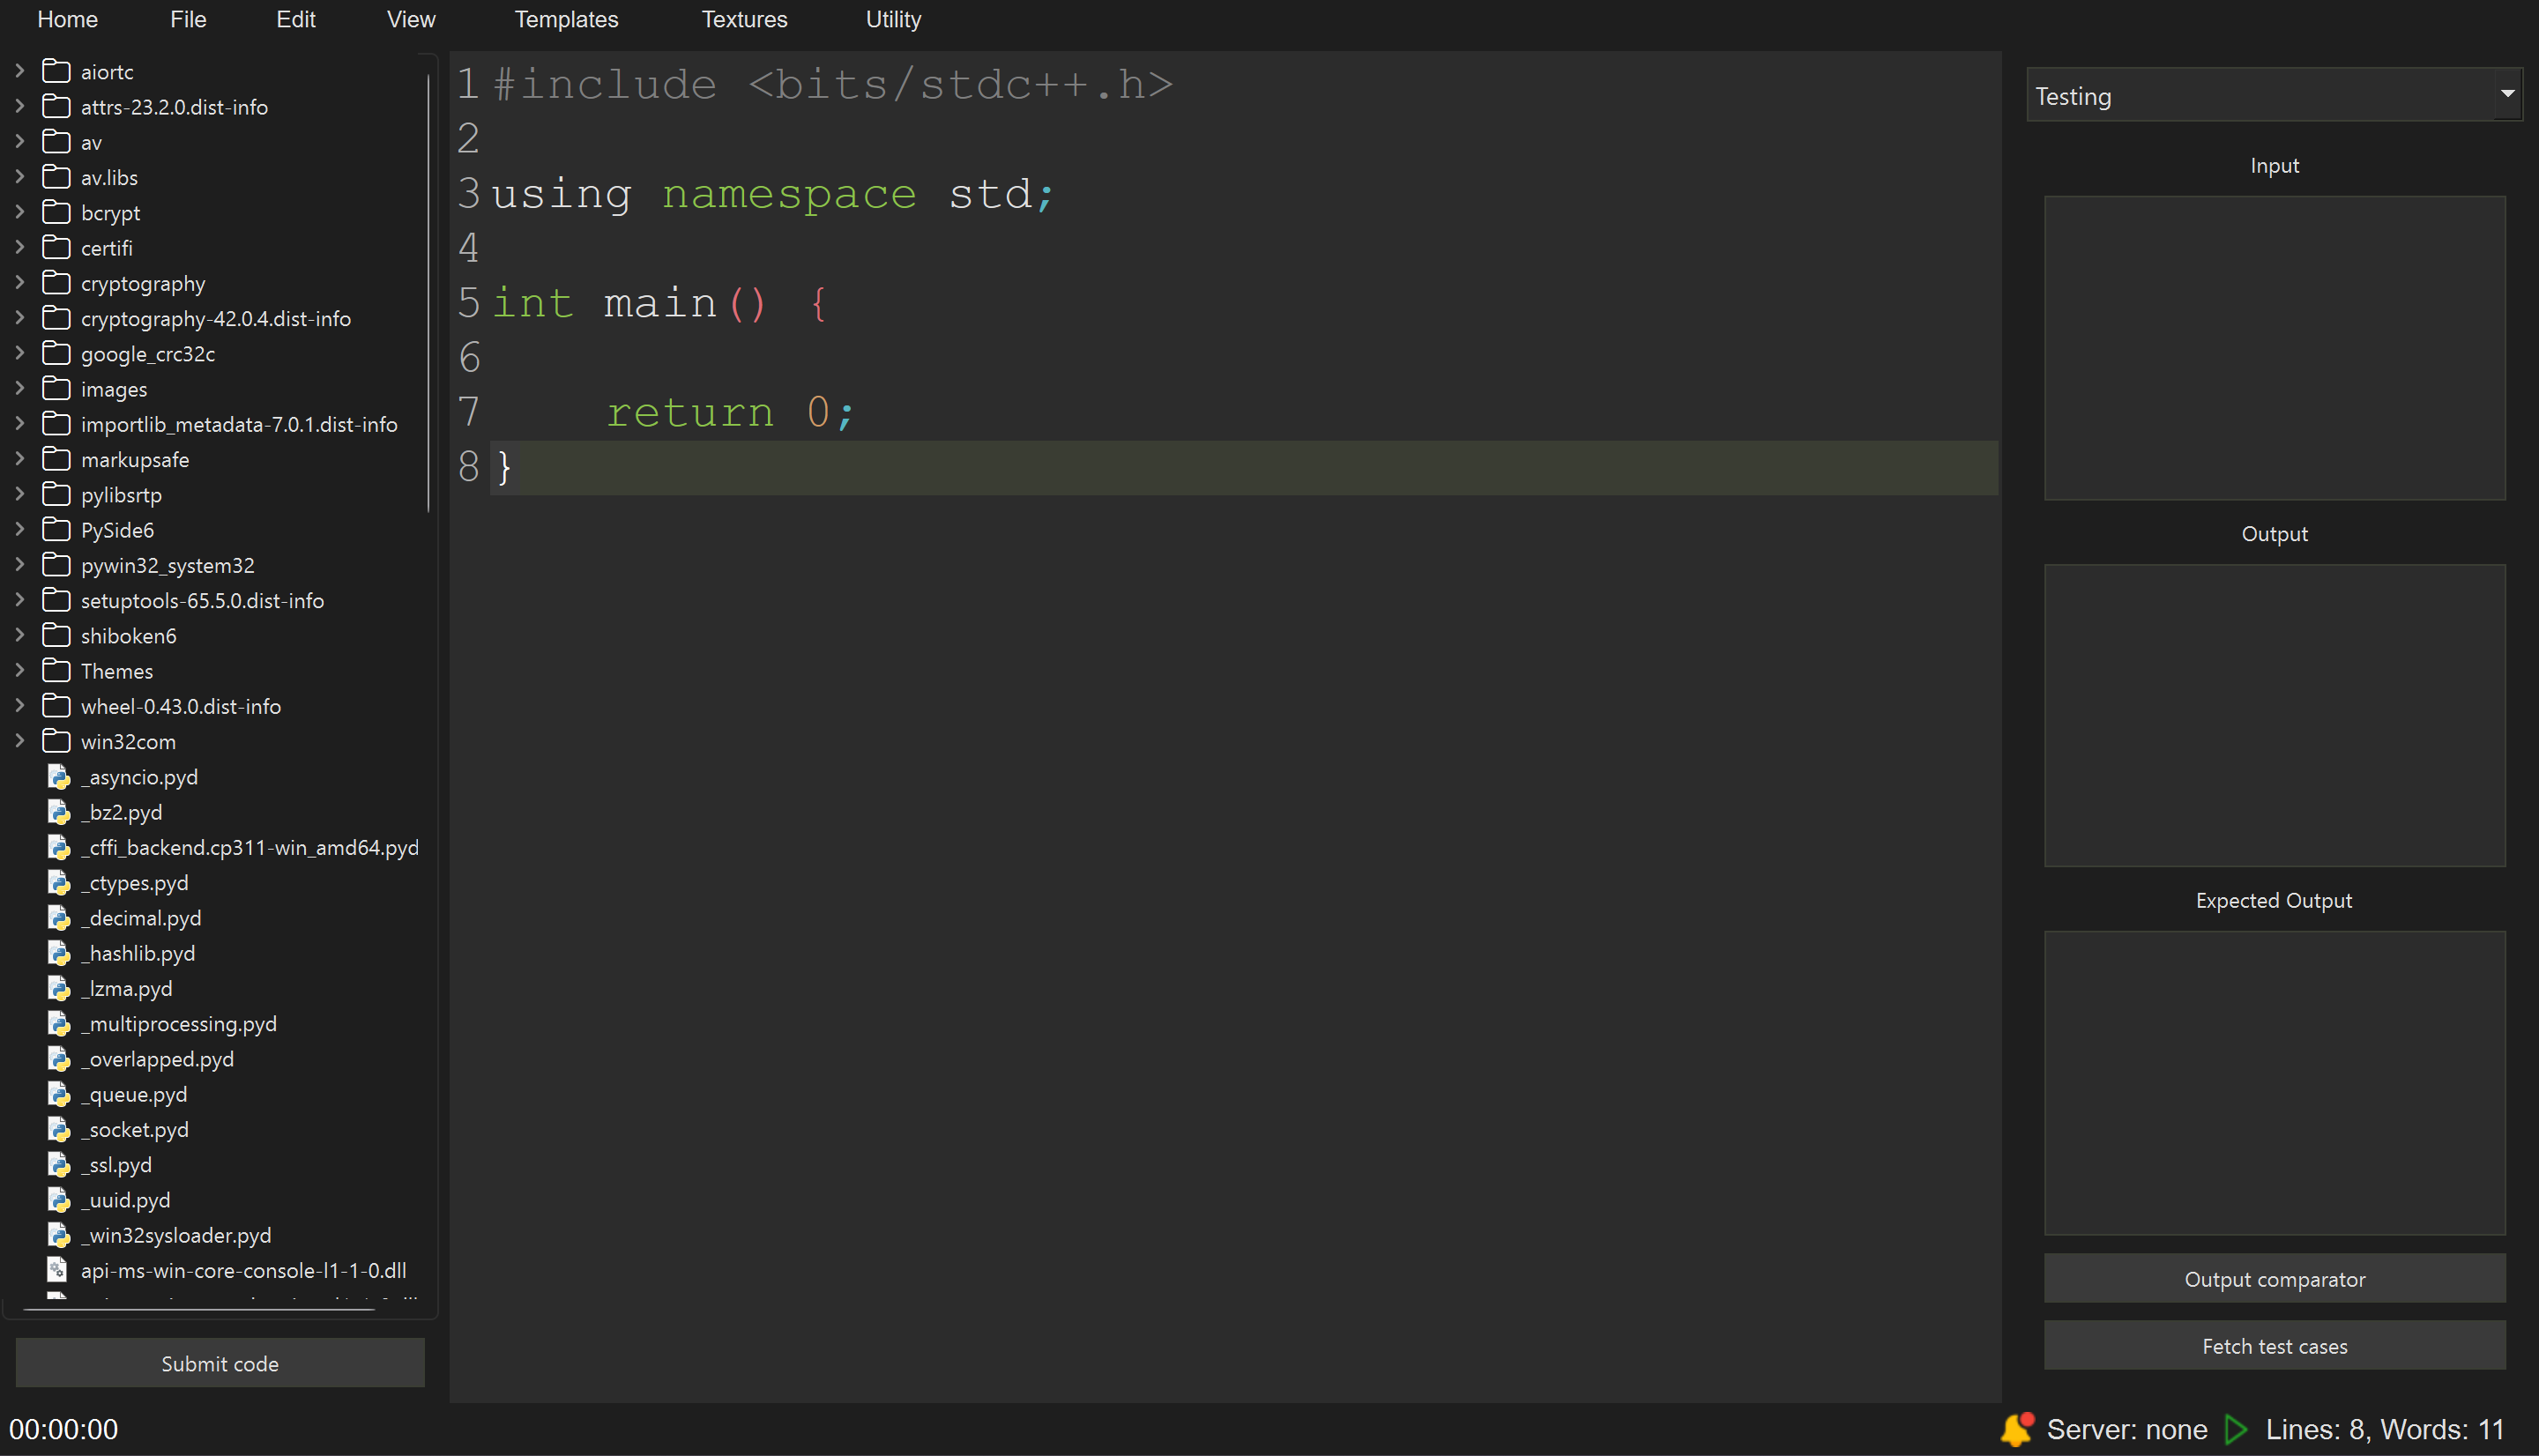 Home File Edit View Templates Textures Utility
aiortc
attrs-23.2.0.dist-info
av
av.libs
bcrypt
certifi
cryptography
cryptography-42.0.4.dist-info
google_crc32c
images
importlib_metadata-7.0.1.dist-info
markupsafe
pylibsrtp
PySide6
pywin32_system32
setuptools-65.5.0.dist-info
shiboken6
Themes
wheel-0.43.0.dist-info
win32com
_asyncio.pyd
_bz2.pyd
_cffi_backend.cp311-win_amd64.pyd
_ctypes.pyd
_decimal.pyd
_hashlib.pyd
_lzma.pyd
_multiprocessing.pyd
_overlapped.pyd
_queue.pyd
_socket.pyd
_ssl.pyd
_uuid.pyd
_win32sysloader.pyd
api-ms-win-core-console-l1-1-0.dll
Submit code
1 #include <bits/stdc++.h>
2
3 using namespace std;
4
5 int main() {
6
7     return 0;
8 }
Testing
Input
Output
Expected Output
Output comparator
Fetch test cases
00:00:00
Server: none
Lines: 8, Words: 11